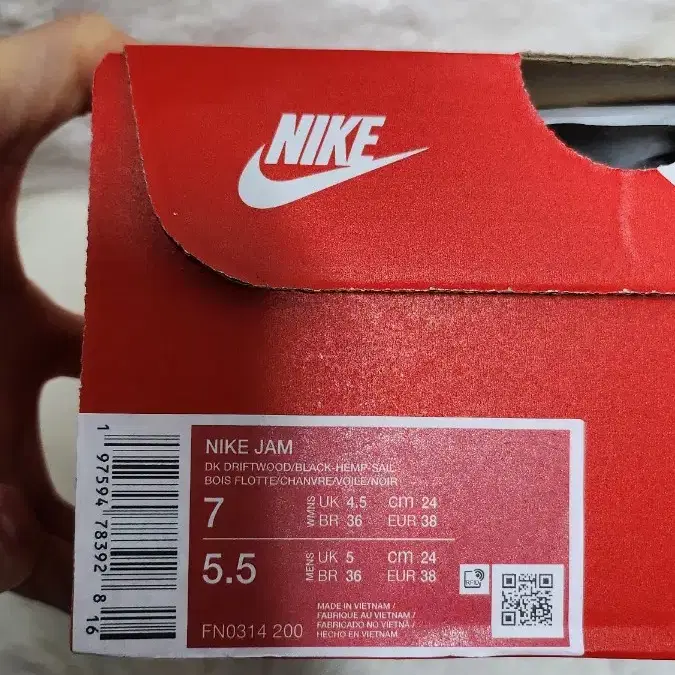 NIKE
NIKE JAM
DK DRIFTWOOD/BLACK-HEMP-SAIL
BOIS FLOTTE/CHANVRE/VOILE/NOIR
7 WMNS UK 4.5 cm 24
BR 36 EUR 38
5.5 MENS UK 5 cm 24
BR 36 EUR 38
RFID
MADE IN VIETNAM /
FABRIQUE AU VIETNAM /
FABRICADO NO VIETNÃ /
HECHO EN VIETNAM
FN0314 200
1 97594 78392 8 16